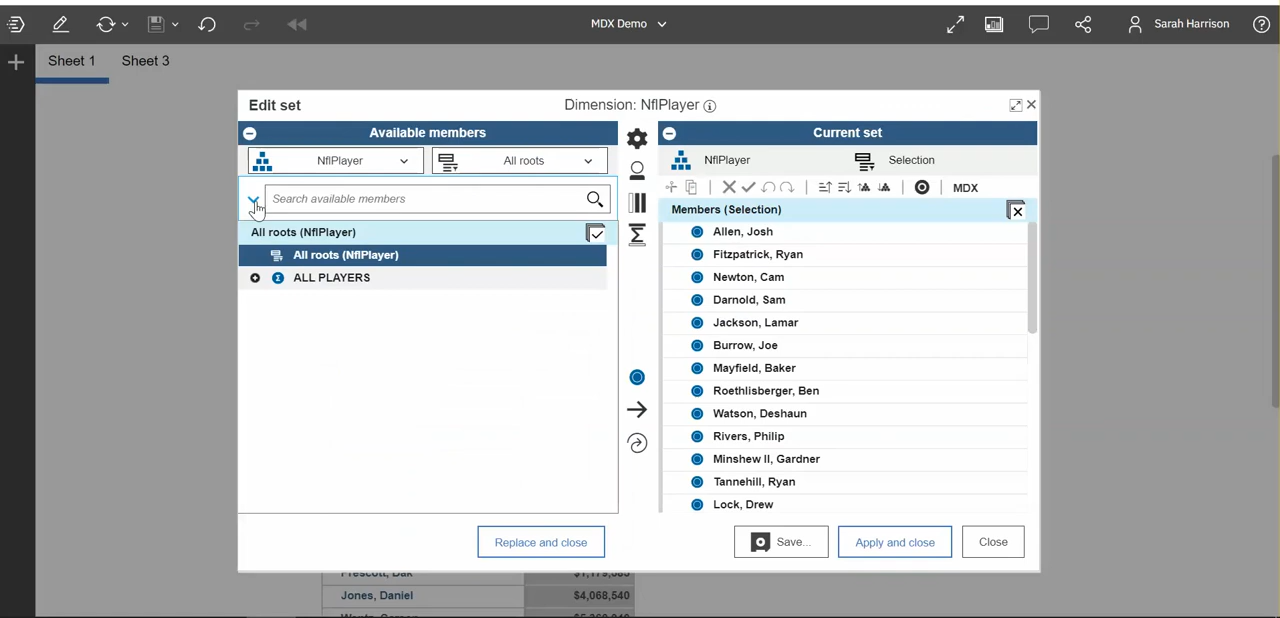 MDX Demo
Sarah Harrison
Sheet 1
Sheet 3
Edit set
Dimension: NflPlayer
Available members
Current set
NflPlayer
All roots
NflPlayer
Selection
MDX
Search available members
Members (Selection)
All roots (NflPlayer)
All roots (NflPlayer)
ALL PLAYERS
Allen, Josh
Fitzpatrick, Ryan
Newton, Cam
Darnold, Sam
Jackson, Lamar
Burrow, Joe
Mayfield, Baker
Roethlisberger, Ben
Watson, Deshaun
Rivers, Philip
Minshew II, Gardner
Tannehill, Ryan
Lock, Drew
Replace and close
Save...
Apply and close
Close
Prescott, Dak
Jones, Daniel $4,068,540